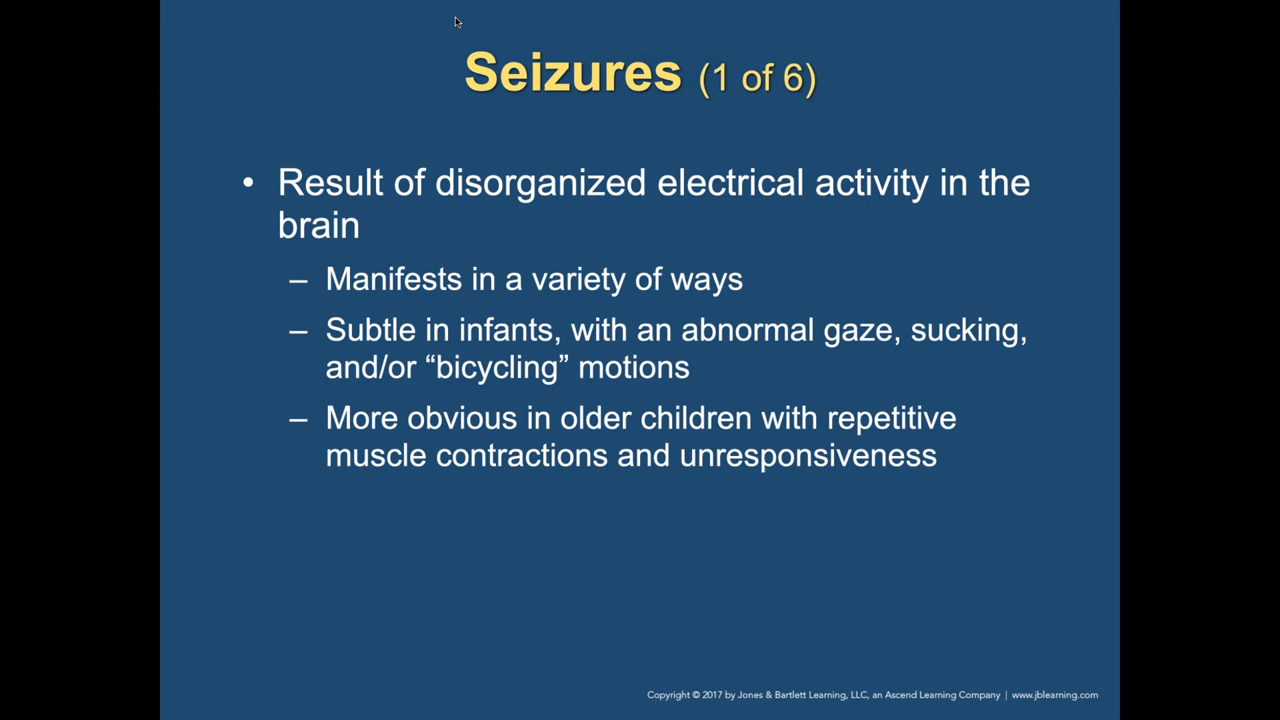 Seizures (1 of 6)
• Result of disorganized electrical activity in the
brain
– Manifests in a variety of ways
– Subtle in infants, with an abnormal gaze, sucking,
and/or “bicycling” motions
– More obvious in older children with repetitive
muscle contractions and unresponsiveness
Copyright © 2017 by Jones & Bartlett Learning, LLC, an Ascend Learning Company | www.jblearning.com